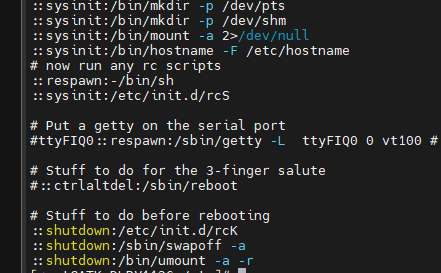 ::sysinit:/bin/mkdir -p /dev/pts
::sysinit:/bin/mkdir -p /dev/shm
::sysinit:/bin/mount -a 2>/dev/null
::sysinit:/bin/hostname -F /etc/hostname
# now run any rc scripts
::respawn:-/bin/sh
::sysinit:/etc/init.d/rcS

# Put a getty on the serial port
#ttyFIQ0::respawn:/sbin/getty -L  ttyFIQ0 0 vt100 #

# Stuff to do for the 3-finger salute
#::ctrlaltdel:/sbin/reboot

# Stuff to do before rebooting
::shutdown:/etc/init.d/rcK
::shutdown:/sbin/swapoff -a
::shutdown:/bin/umount -a -r